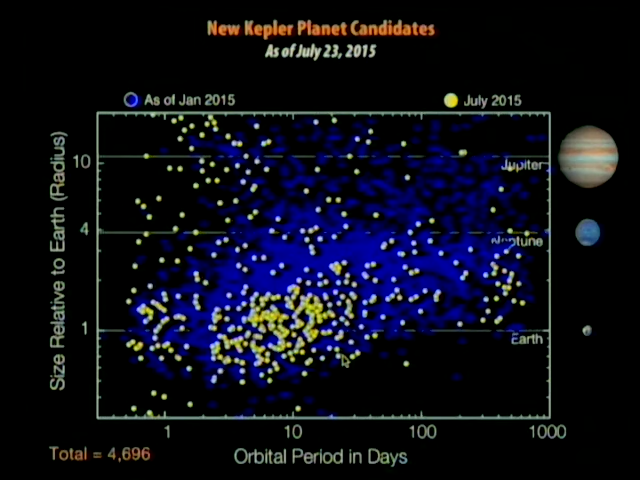 New Kepler Planet Candidates
As of July 23, 2015
As of Jan 2015
July 2015
Size Relative to Earth (Radius)
10
4
1
Jupiter
Neptune
Earth
1
10
100
1000
Total = 4,696
Orbital Period in Days